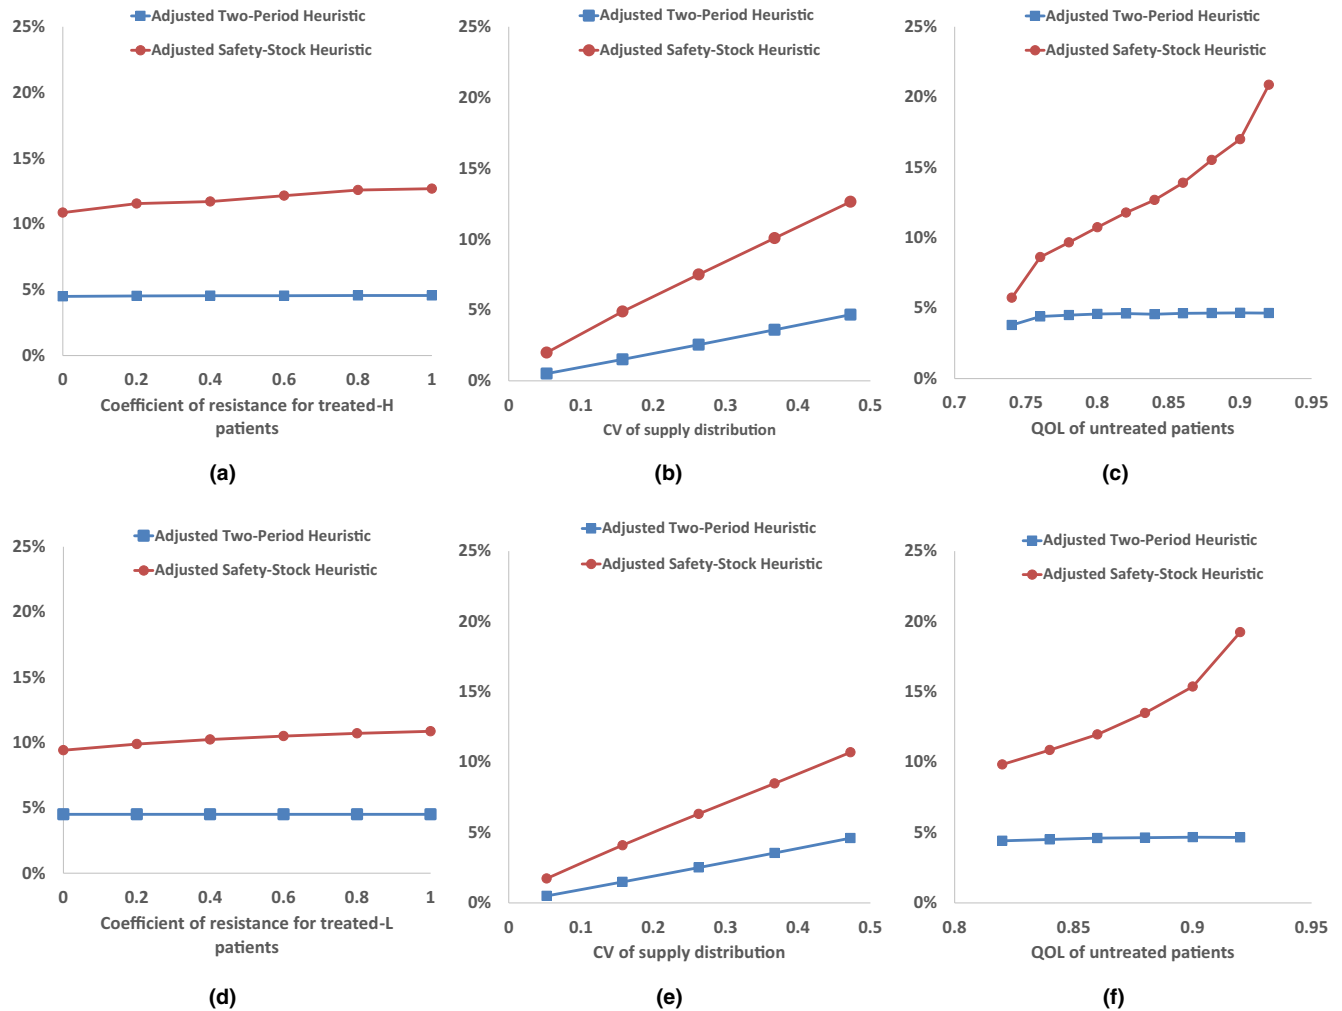 Adjusted Two-Period Heuristic
Adjusted Safety-Stock Heuristic
25%
20%
15%
10%
5%
0%
0 0.2 0.4 0.6 0.8 1
Coefficient of resistance for treated-H
patients
(a)
Adjusted Two-Period Heuristic
Adjusted Safety-Stock Heuristic
25%
20%
15%
10%
5%
0%
0 0.1 0.2 0.3 0.4 0.5
CV of supply distribution
(b)
Adjusted Two-Period Heuristic
Adjusted Safety-Stock Heuristic
25%
20%
15%
10%
5%
0%
0.7 0.75 0.8 0.85 0.9 0.95
QOL of untreated patients
(c)
Adjusted Two-Period Heuristic
Adjusted Safety-Stock Heuristic
25%
20%
15%
10%
5%
0%
0 0.2 0.4 0.6 0.8 1
Coefficient of resistance for treated-L
patients
(d)
Adjusted Two-Period Heuristic
Adjusted Safety-Stock Heuristic
25%
20%
15%
10%
5%
0%
0 0.1 0.2 0.3 0.4 0.5
CV of supply distribution
(e)
Adjusted Two-Period Heuristic
Adjusted Safety-Stock Heuristic
25%
20%
15%
10%
5%
0%
0.8 0.85 0.9 0.95
QOL of untreated patients
(f)